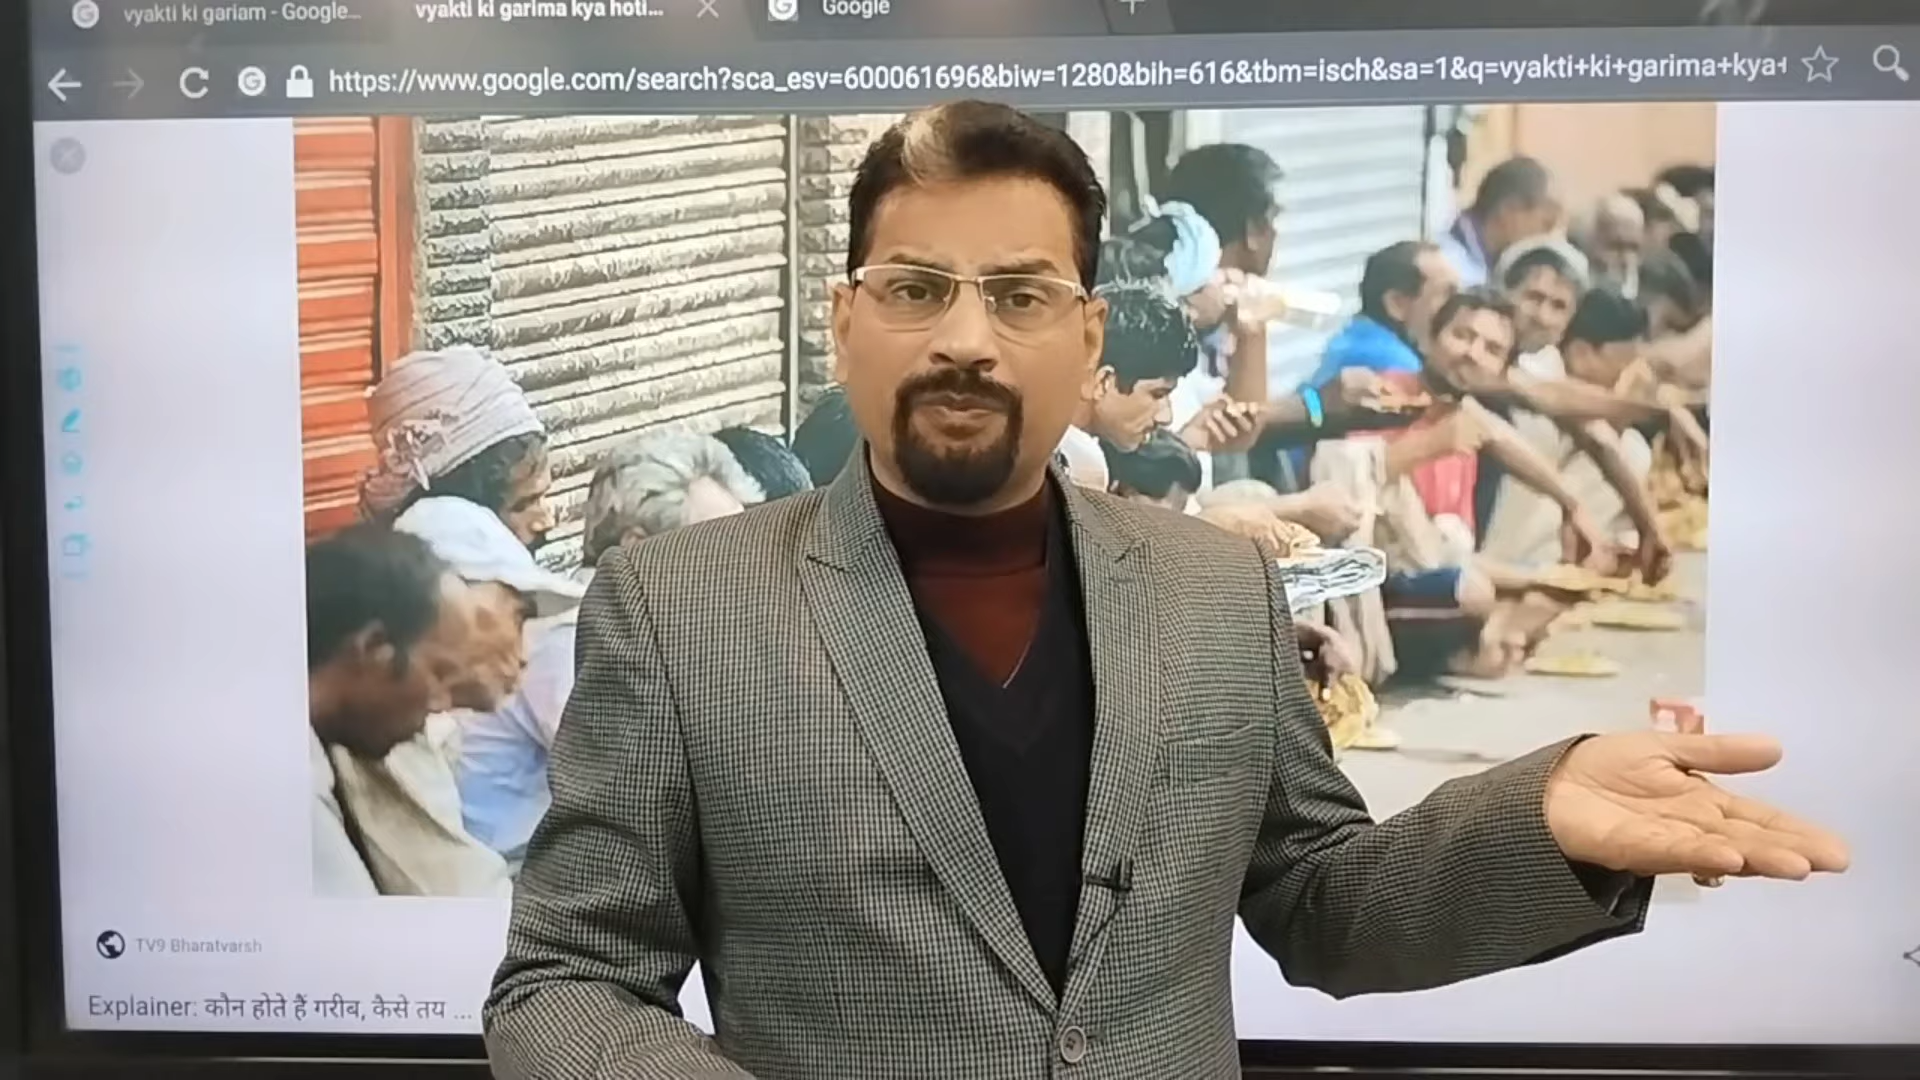 vyakti ki gariam - Google...
vyakti ki garima kya hoti...
Google
https://www.google.com/search?sca_esv=600061696&biw=1280&bih=616&tbm=isch&sa=1&q=vyakti+ki+garima+kya+
TV9 Bharatvarsh
Explainer: कौन होते हैं गरीब, कैसे तय ...